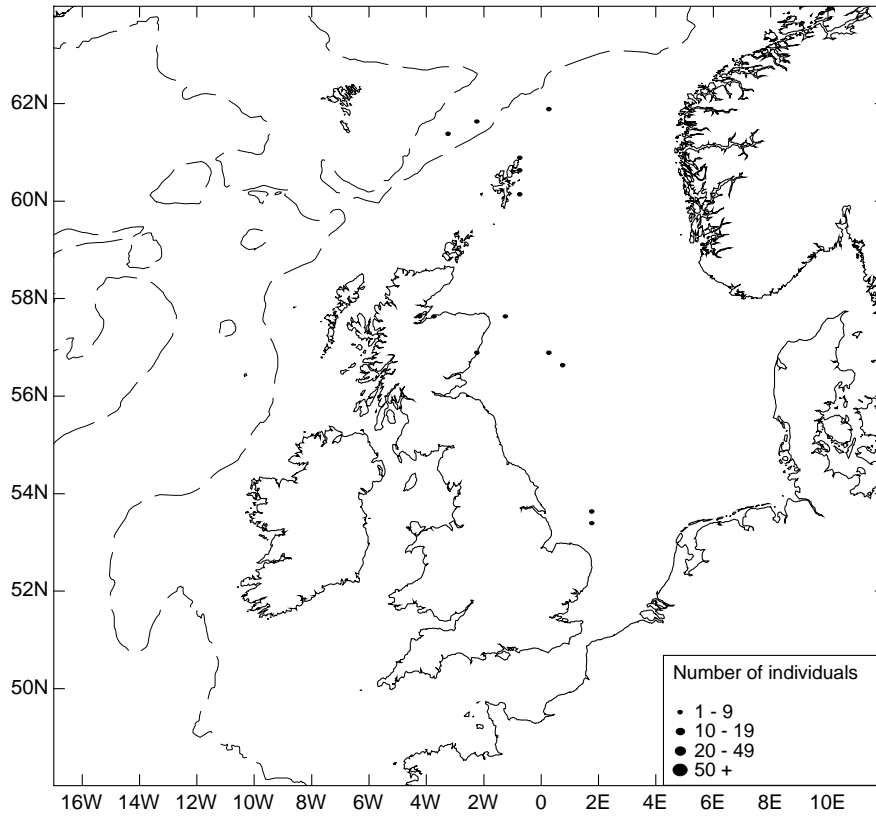 62N
60N
58N
56N
54N
52N
50N
Number of individuals
1 - 9
10 - 19
20 - 49
50 +
16W 14W 12W 10W 8W 6W 4W 2W 0 2E 4E 6E 8E 10E